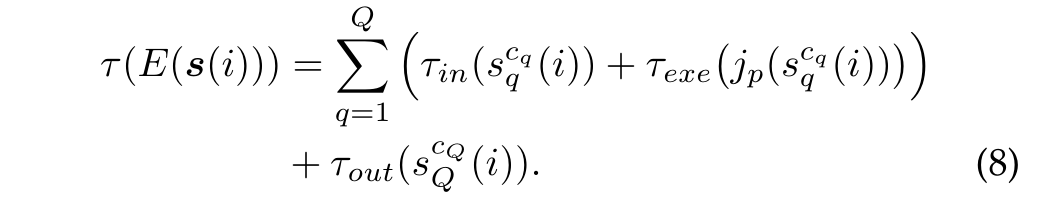 τ(E(s(i))) = ∑_{q=1}^{Q} (τ_{in}(s_q^{c_q}(i)) + τ_{exe}(j_p(s_q^{c_q}(i))))
+ τ_{out}(s_Q^{c_Q}(i)). (8)